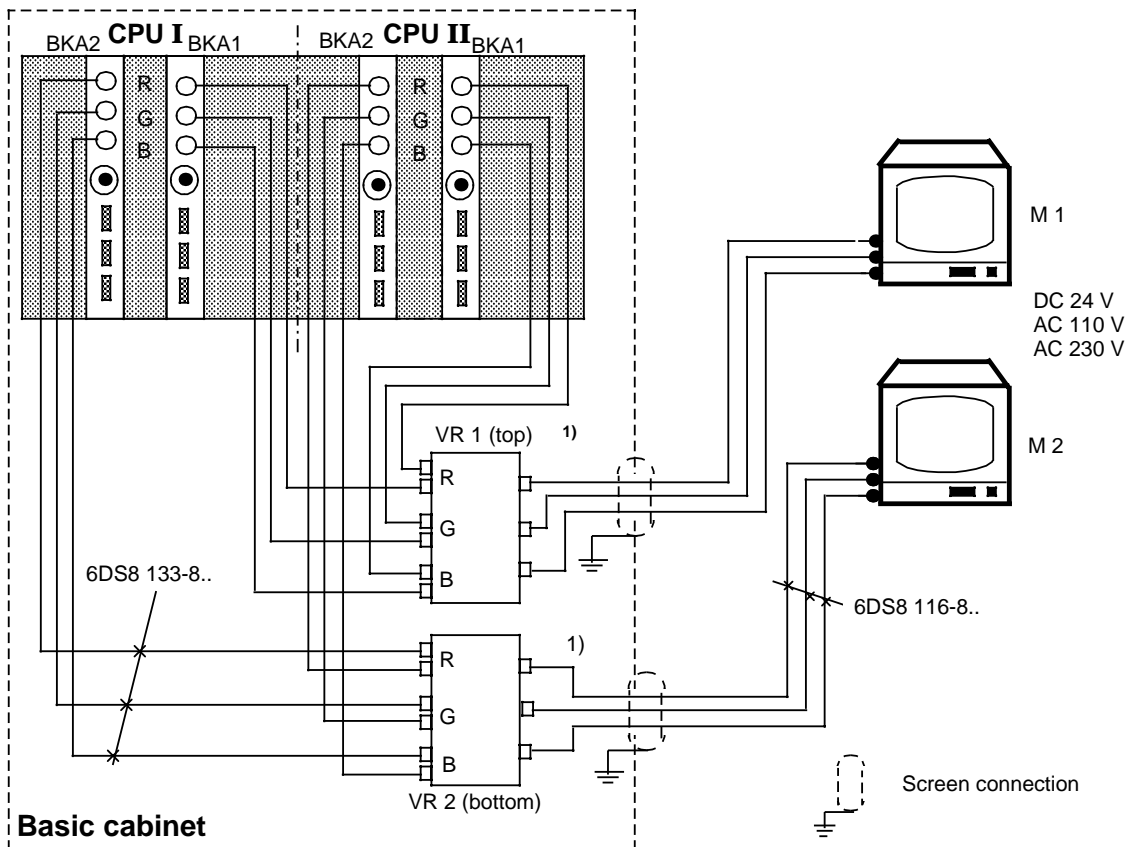 CPU I
CPU II
BKA2
BKA1
BKA2
BKA1
R
G
B
R
G
B
M 1
DC 24 V
AC 110 V
AC 230 V
M 2
VR 1 (top)
1)
R
G
B
6DS8 133-8..
6DS8 116-8..
1)
R
G
B
VR 2 (bottom)
Screen connection
Basic cabinet